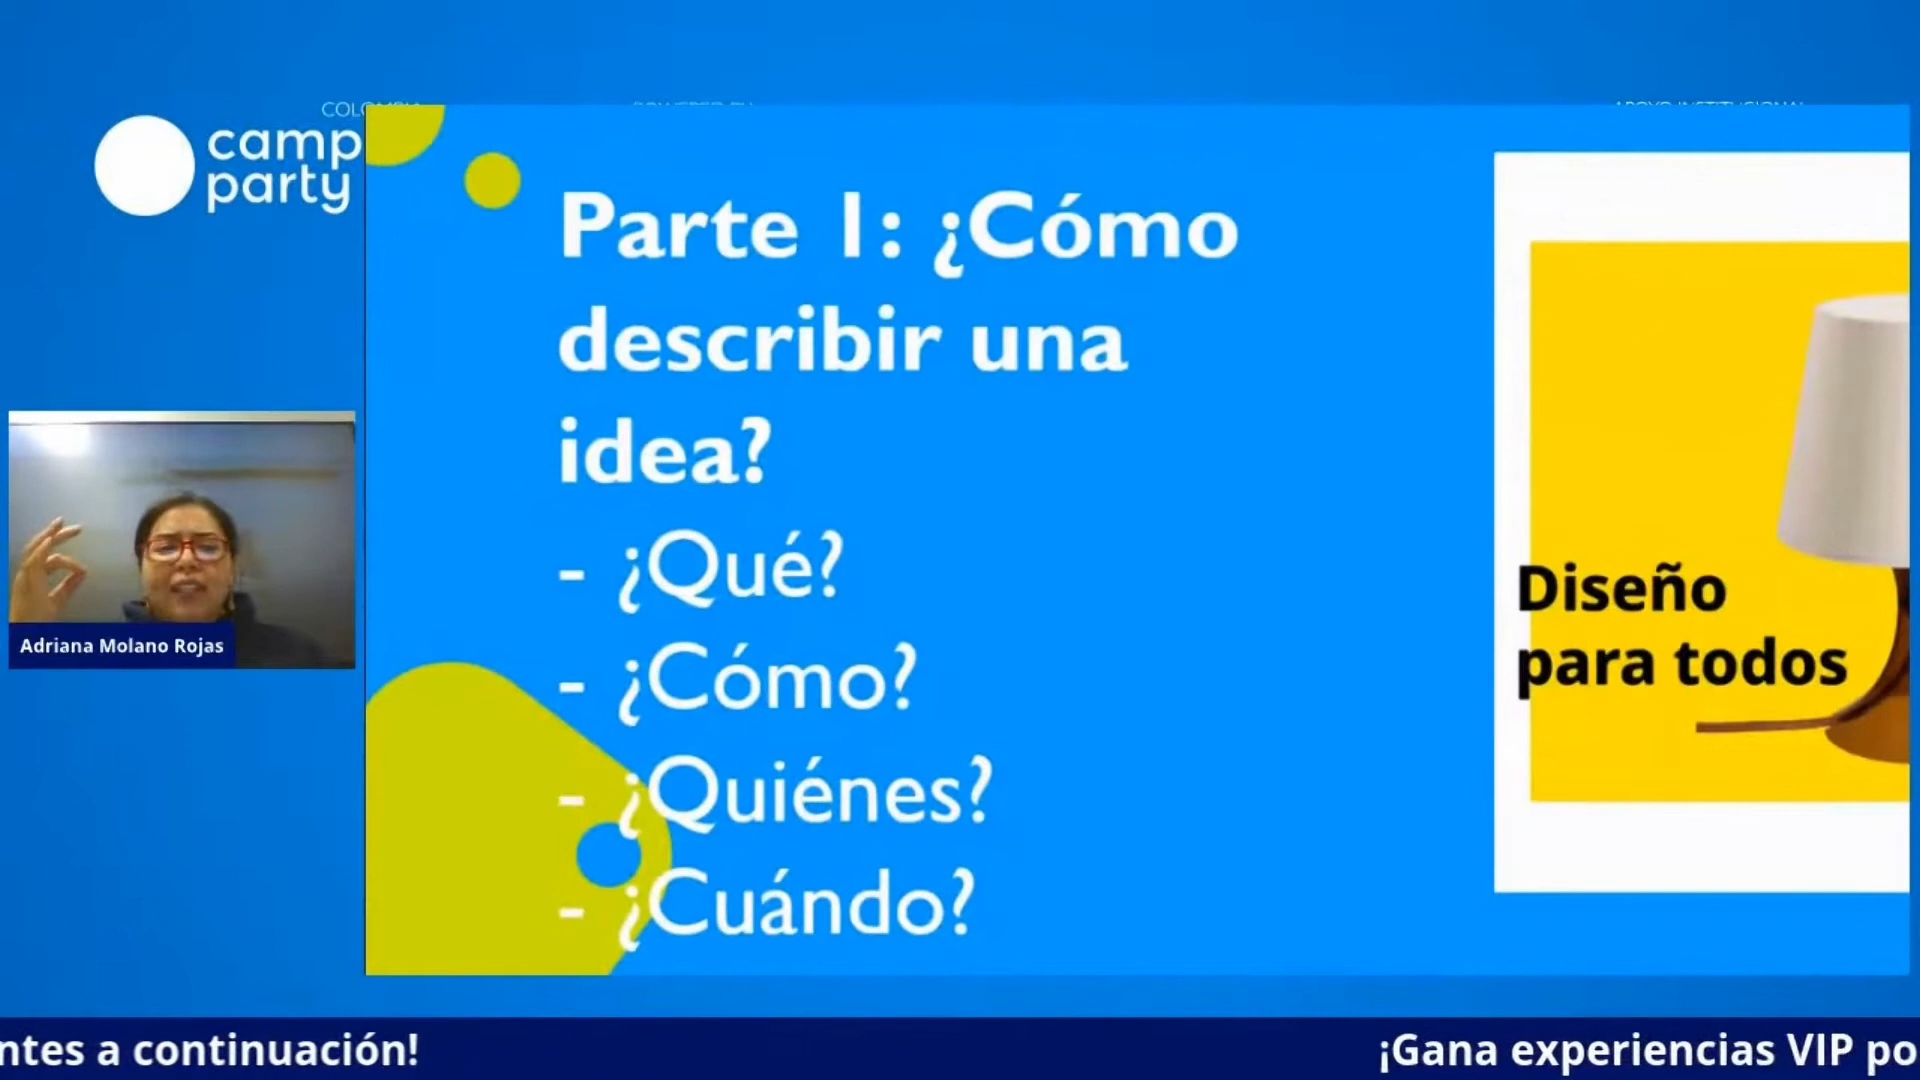 camp
party
Parte 1: ¿Cómo
describir una
idea?
- ¿Qué?
- ¿Cómo?
- ¿Quiénes?
- ¿Cuándo?
Diseño
para todos
Adriana Molano Rojas
ntes a continuación!
¡Gana experiencias VIP po